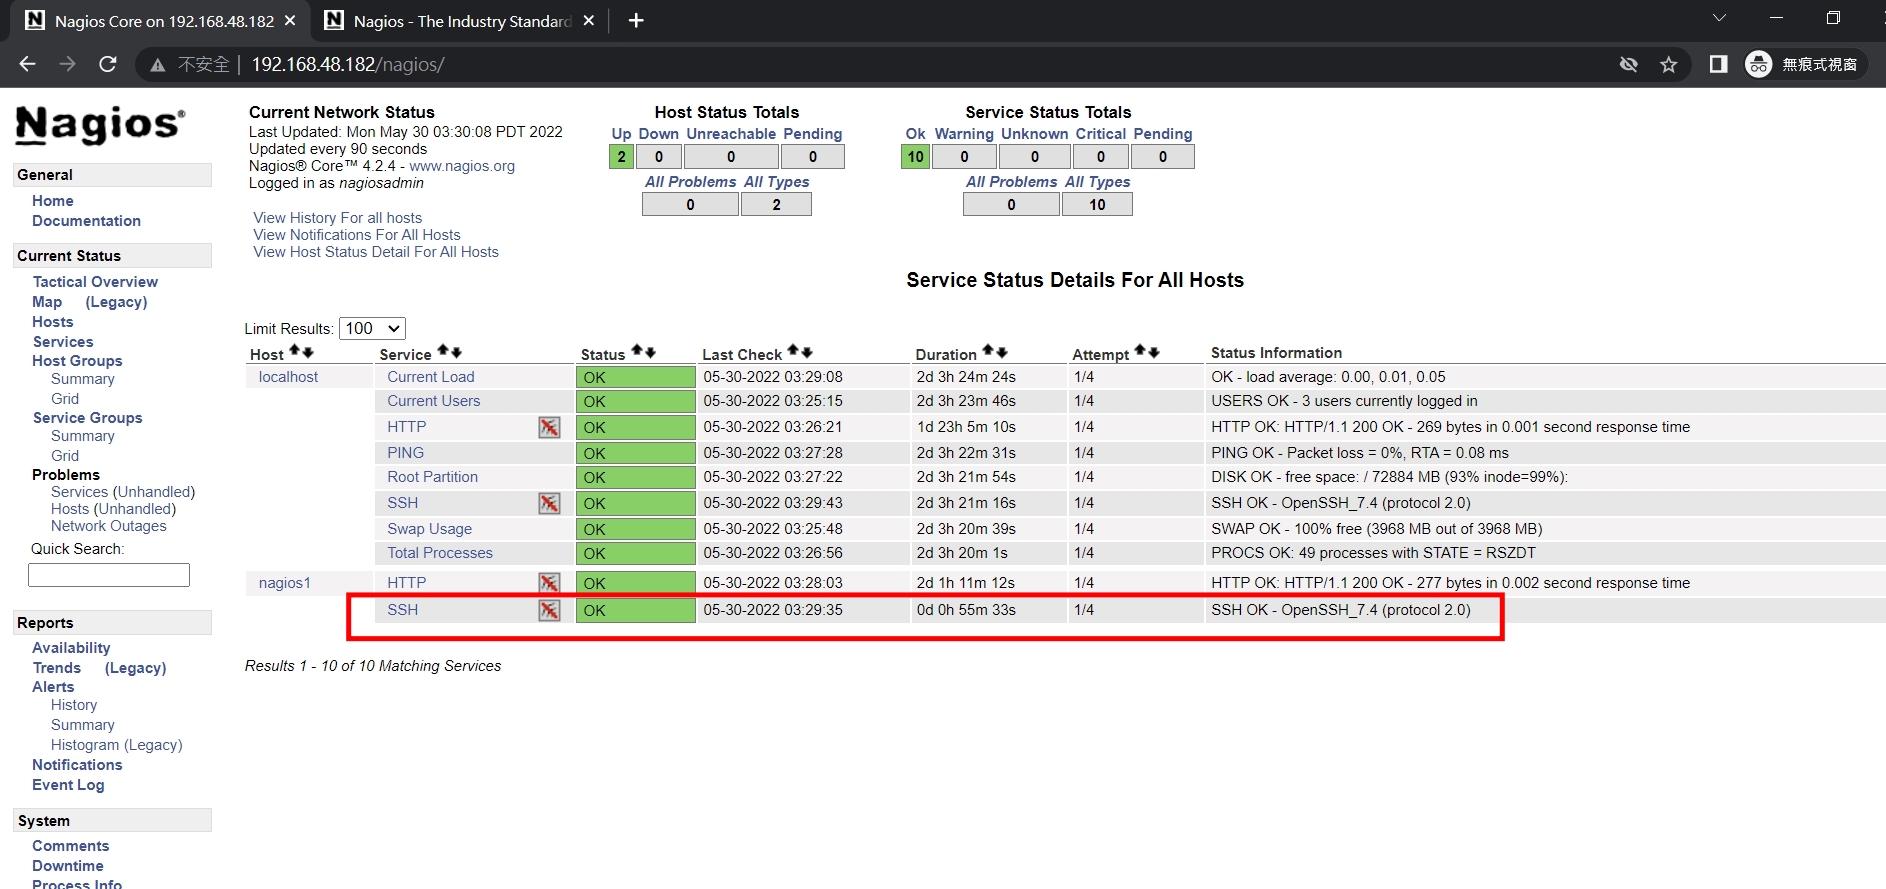 Nagios Core on 192.168.48.182
Nagios - The Industry Standard
不安全 192.168.48.182/nagios/ 無痕式視窗
Nagios®
General
Home
Documentation
Current Status
Tactical Overview
Map (Legacy)
Hosts
Services
Host Groups
Summary
Grid
Service Groups
Summary
Grid
Problems
Services (Unhandled)
Hosts (Unhandled)
Network Outages
Quick Search:
Reports
Availability
Trends (Legacy)
Alerts
History
Summary
Histogram (Legacy)
Notifications
Event Log
System
Comments
Downtime
Process Info
Current Network Status
Last Updated: Mon May 30 03:30:08 PDT 2022
Updated every 90 seconds
Nagios® Core™ 4.2.4 - www.nagios.org
Logged in as nagiosadmin
View History For all hosts
View Notifications For All Hosts
View Host Status Detail For All Hosts
Host Status Totals
Up Down Unreachable Pending
2 0 0 0
All Problems All Types
0 2
Service Status Totals
Ok Warning Unknown Critical Pending
10 0 0 0 0
All Problems All Types
0 10
Service Status Details For All Hosts
Limit Results: 100
Host Service Status Last Check Duration Attempt Status Information
localhost Current Load OK 05-30-2022 03:29:08 2d 3h 24m 24s 1/4 OK - load average: 0.00, 0.01, 0.05
Current Users OK 05-30-2022 03:25:15 2d 3h 23m 46s 1/4 USERS OK - 3 users currently logged in
HTTP OK 05-30-2022 03:26:21 1d 23h 5m 10s 1/4 HTTP OK: HTTP/1.1 200 OK - 269 bytes in 0.001 second response time
PING OK 05-30-2022 03:27:28 2d 3h 22m 31s 1/4 PING OK - Packet loss = 0%, RTA = 0.08 ms
Root Partition OK 05-30-2022 03:27:22 2d 3h 21m 54s 1/4 DISK OK - free space: / 72884 MB (93% inode=99%):
SSH OK 05-30-2022 03:29:43 2d 3h 21m 16s 1/4 SSH OK - OpenSSH_7.4 (protocol 2.0)
Swap Usage OK 05-30-2022 03:25:48 2d 3h 20m 39s 1/4 SWAP OK - 100% free (3968 MB out of 3968 MB)
Total Processes OK 05-30-2022 03:26:56 2d 3h 20m 1s 1/4 PROCS OK: 49 processes with STATE = RSZDT
nagios1 HTTP OK 05-30-2022 03:28:03 2d 1h 11m 12s 1/4 HTTP OK: HTTP/1.1 200 OK - 277 bytes in 0.002 second response time
SSH OK 05-30-2022 03:29:35 0d 0h 55m 33s 1/4 SSH OK - OpenSSH_7.4 (protocol 2.0)
Results 1 - 10 of 10 Matching Services